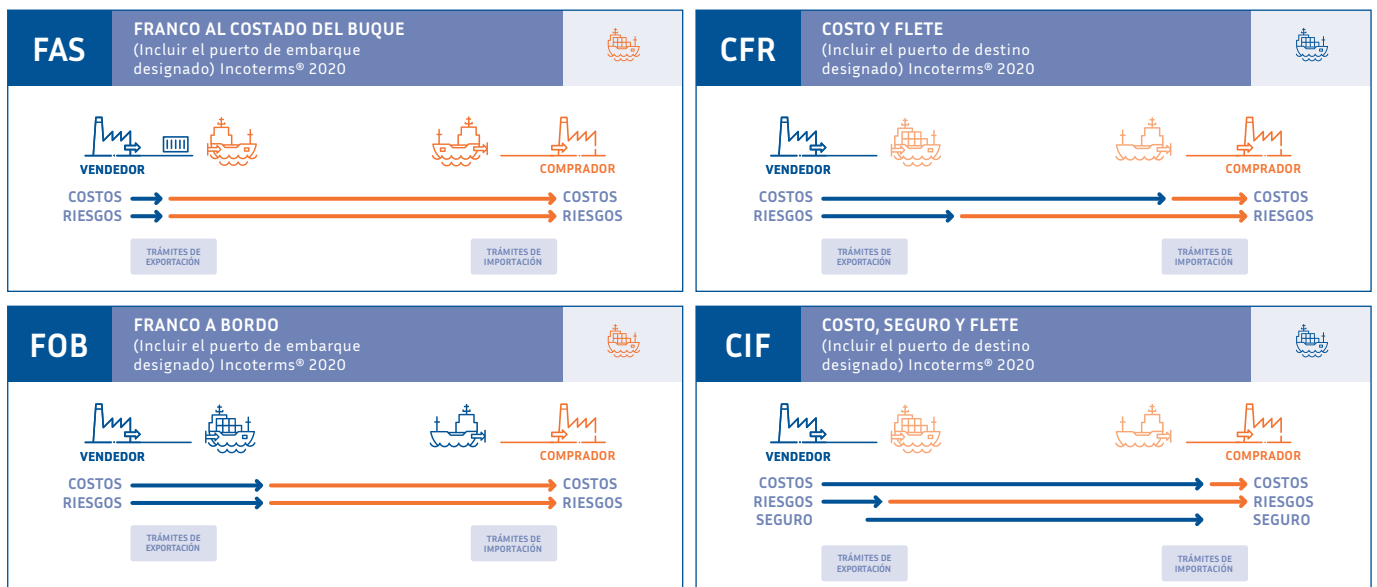 FAS
FRANCO AL COSTADO DEL BUQUE
(Incluir el puerto de embarque
designado) Incoterms® 2020
VENDEDOR
COMPRADOR
COSTOS
COSTOS
RIESGOS
RIESGOS
TRÁMITES DE
EXPORTACIÓN
TRÁMITES DE
IMPORTACIÓN
CFR
COSTO Y FLETE
(Incluir el puerto de destino
designado) Incoterms® 2020
VENDEDOR
COMPRADOR
COSTOS
COSTOS
RIESGOS
RIESGOS
TRÁMITES DE
EXPORTACIÓN
TRÁMITES DE
IMPORTACIÓN
FOB
FRANCO A BORDO
(Incluir el puerto de embarque
designado) Incoterms® 2020
VENDEDOR
COMPRADOR
COSTOS
COSTOS
RIESGOS
RIESGOS
TRÁMITES DE
EXPORTACIÓN
TRÁMITES DE
IMPORTACIÓN
CIF
COSTO, SEGURO Y FLETE
(Incluir el puerto de destino
designado) Incoterms® 2020
VENDEDOR
COMPRADOR
COSTOS
COSTOS
RIESGOS
RIESGOS
SEGURO
SEGURO
TRÁMITES DE
EXPORTACIÓN
TRÁMITES DE
IMPORTACIÓN